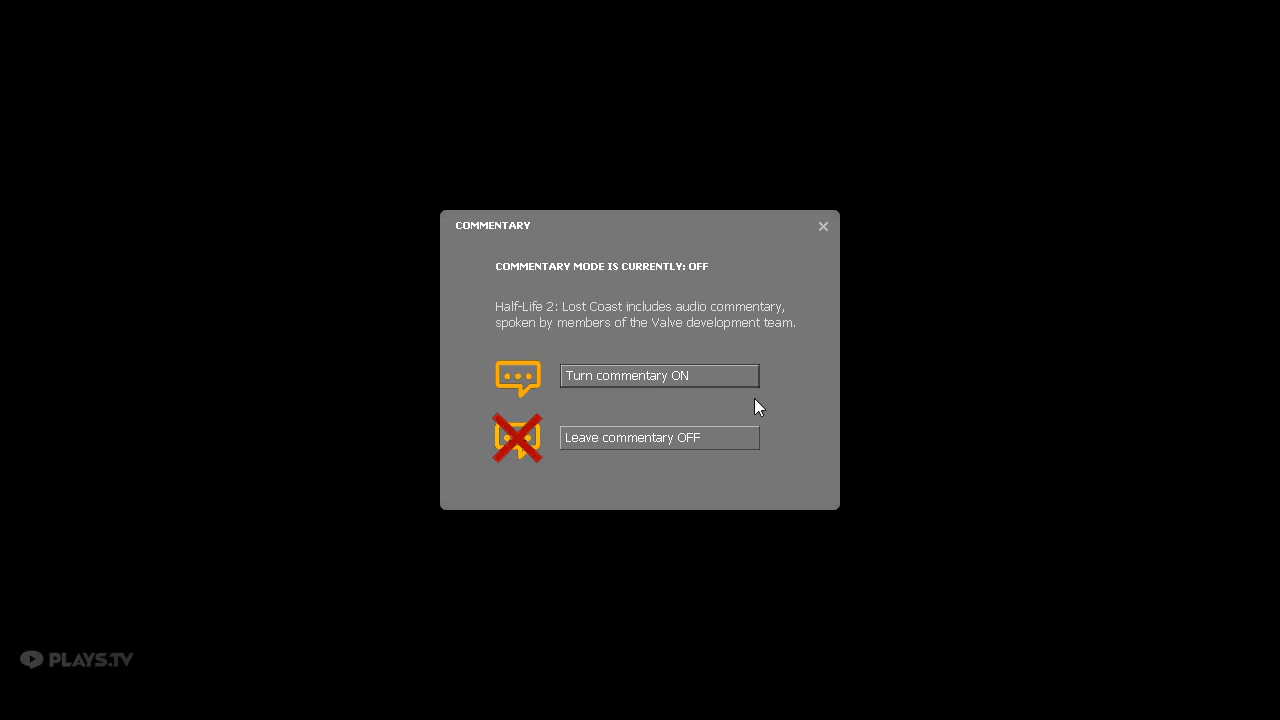 COMMENTARY
COMMENTARY MODE IS CURRENTLY: OFF
Half-Life 2: Lost Coast includes audio commentary,
spoken by members of the Valve development team.
Turn commentary ON
Leave commentary OFF
PLAYS.TV